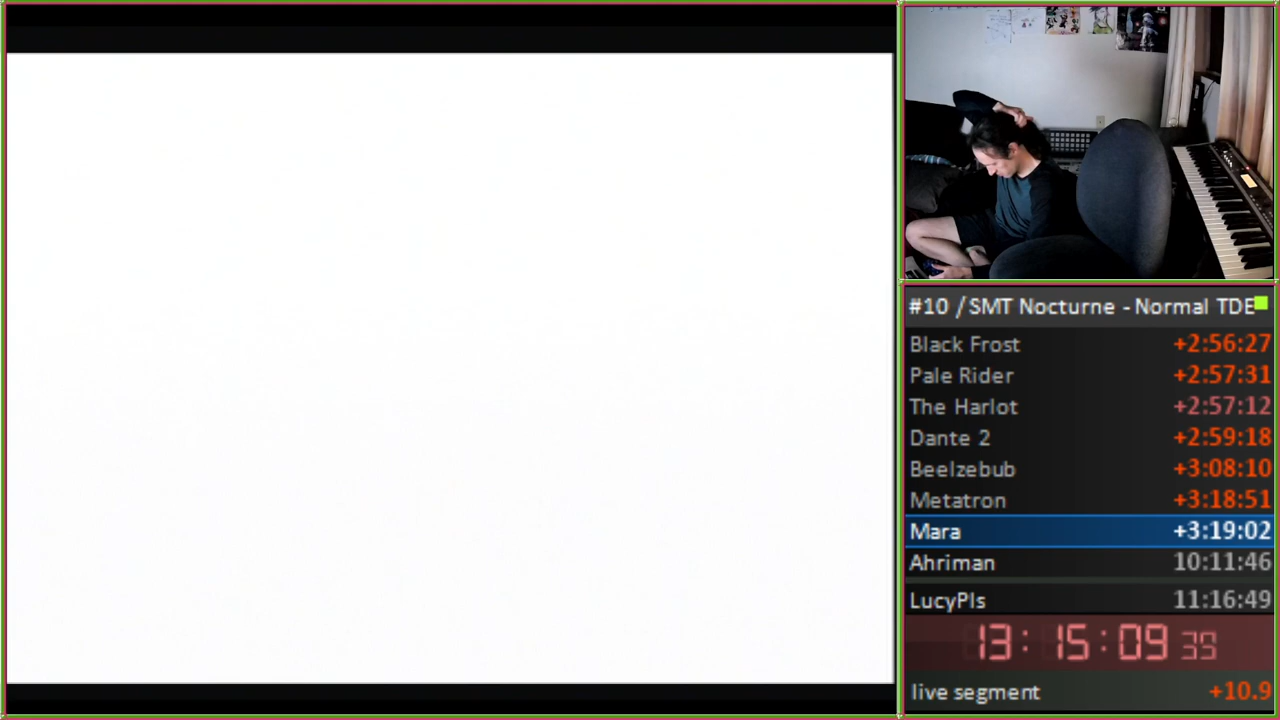 #10 / SMT Nocturne - Normal TDE
Black Frost +2:56:27
Pale Rider +2:57:31
The Harlot +2:57:12
Dante 2 +2:59:18
Beelzebub +3:08:10
Metatron +3:18:51
Mara +3:19:02
Ahriman 10:11:46
LucyPls 11:16:49
13:15:09 39
live segment +10.9